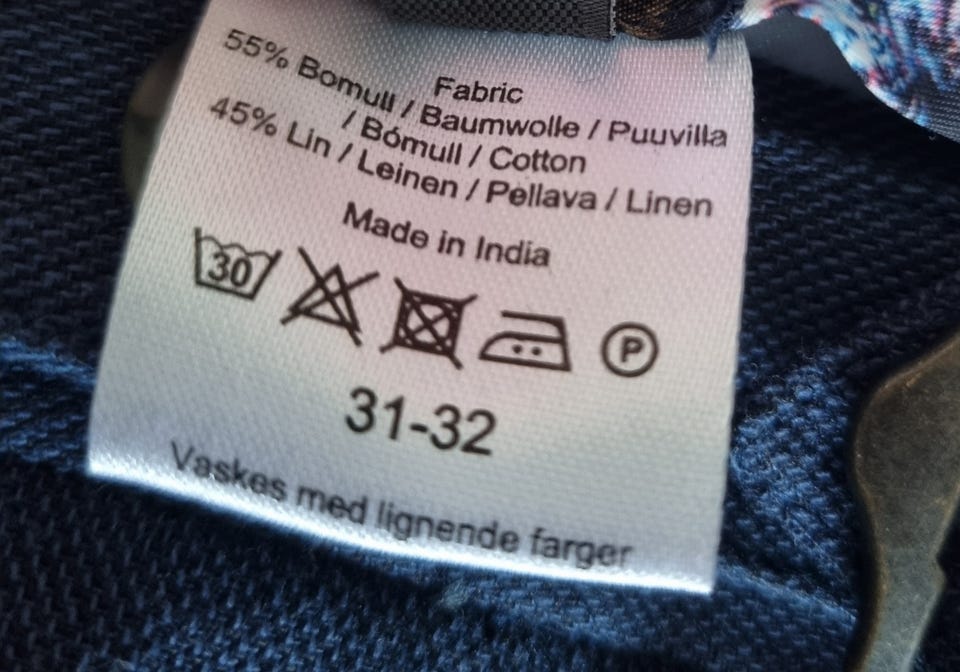 Fabric
55% Bomull / Baumwolle / Puuvilla
/ Bómull / Cotton
45% Lin / Leinen / Pellava / Linen
Made in India
30
P
31-32
Vaskes med lignende farger